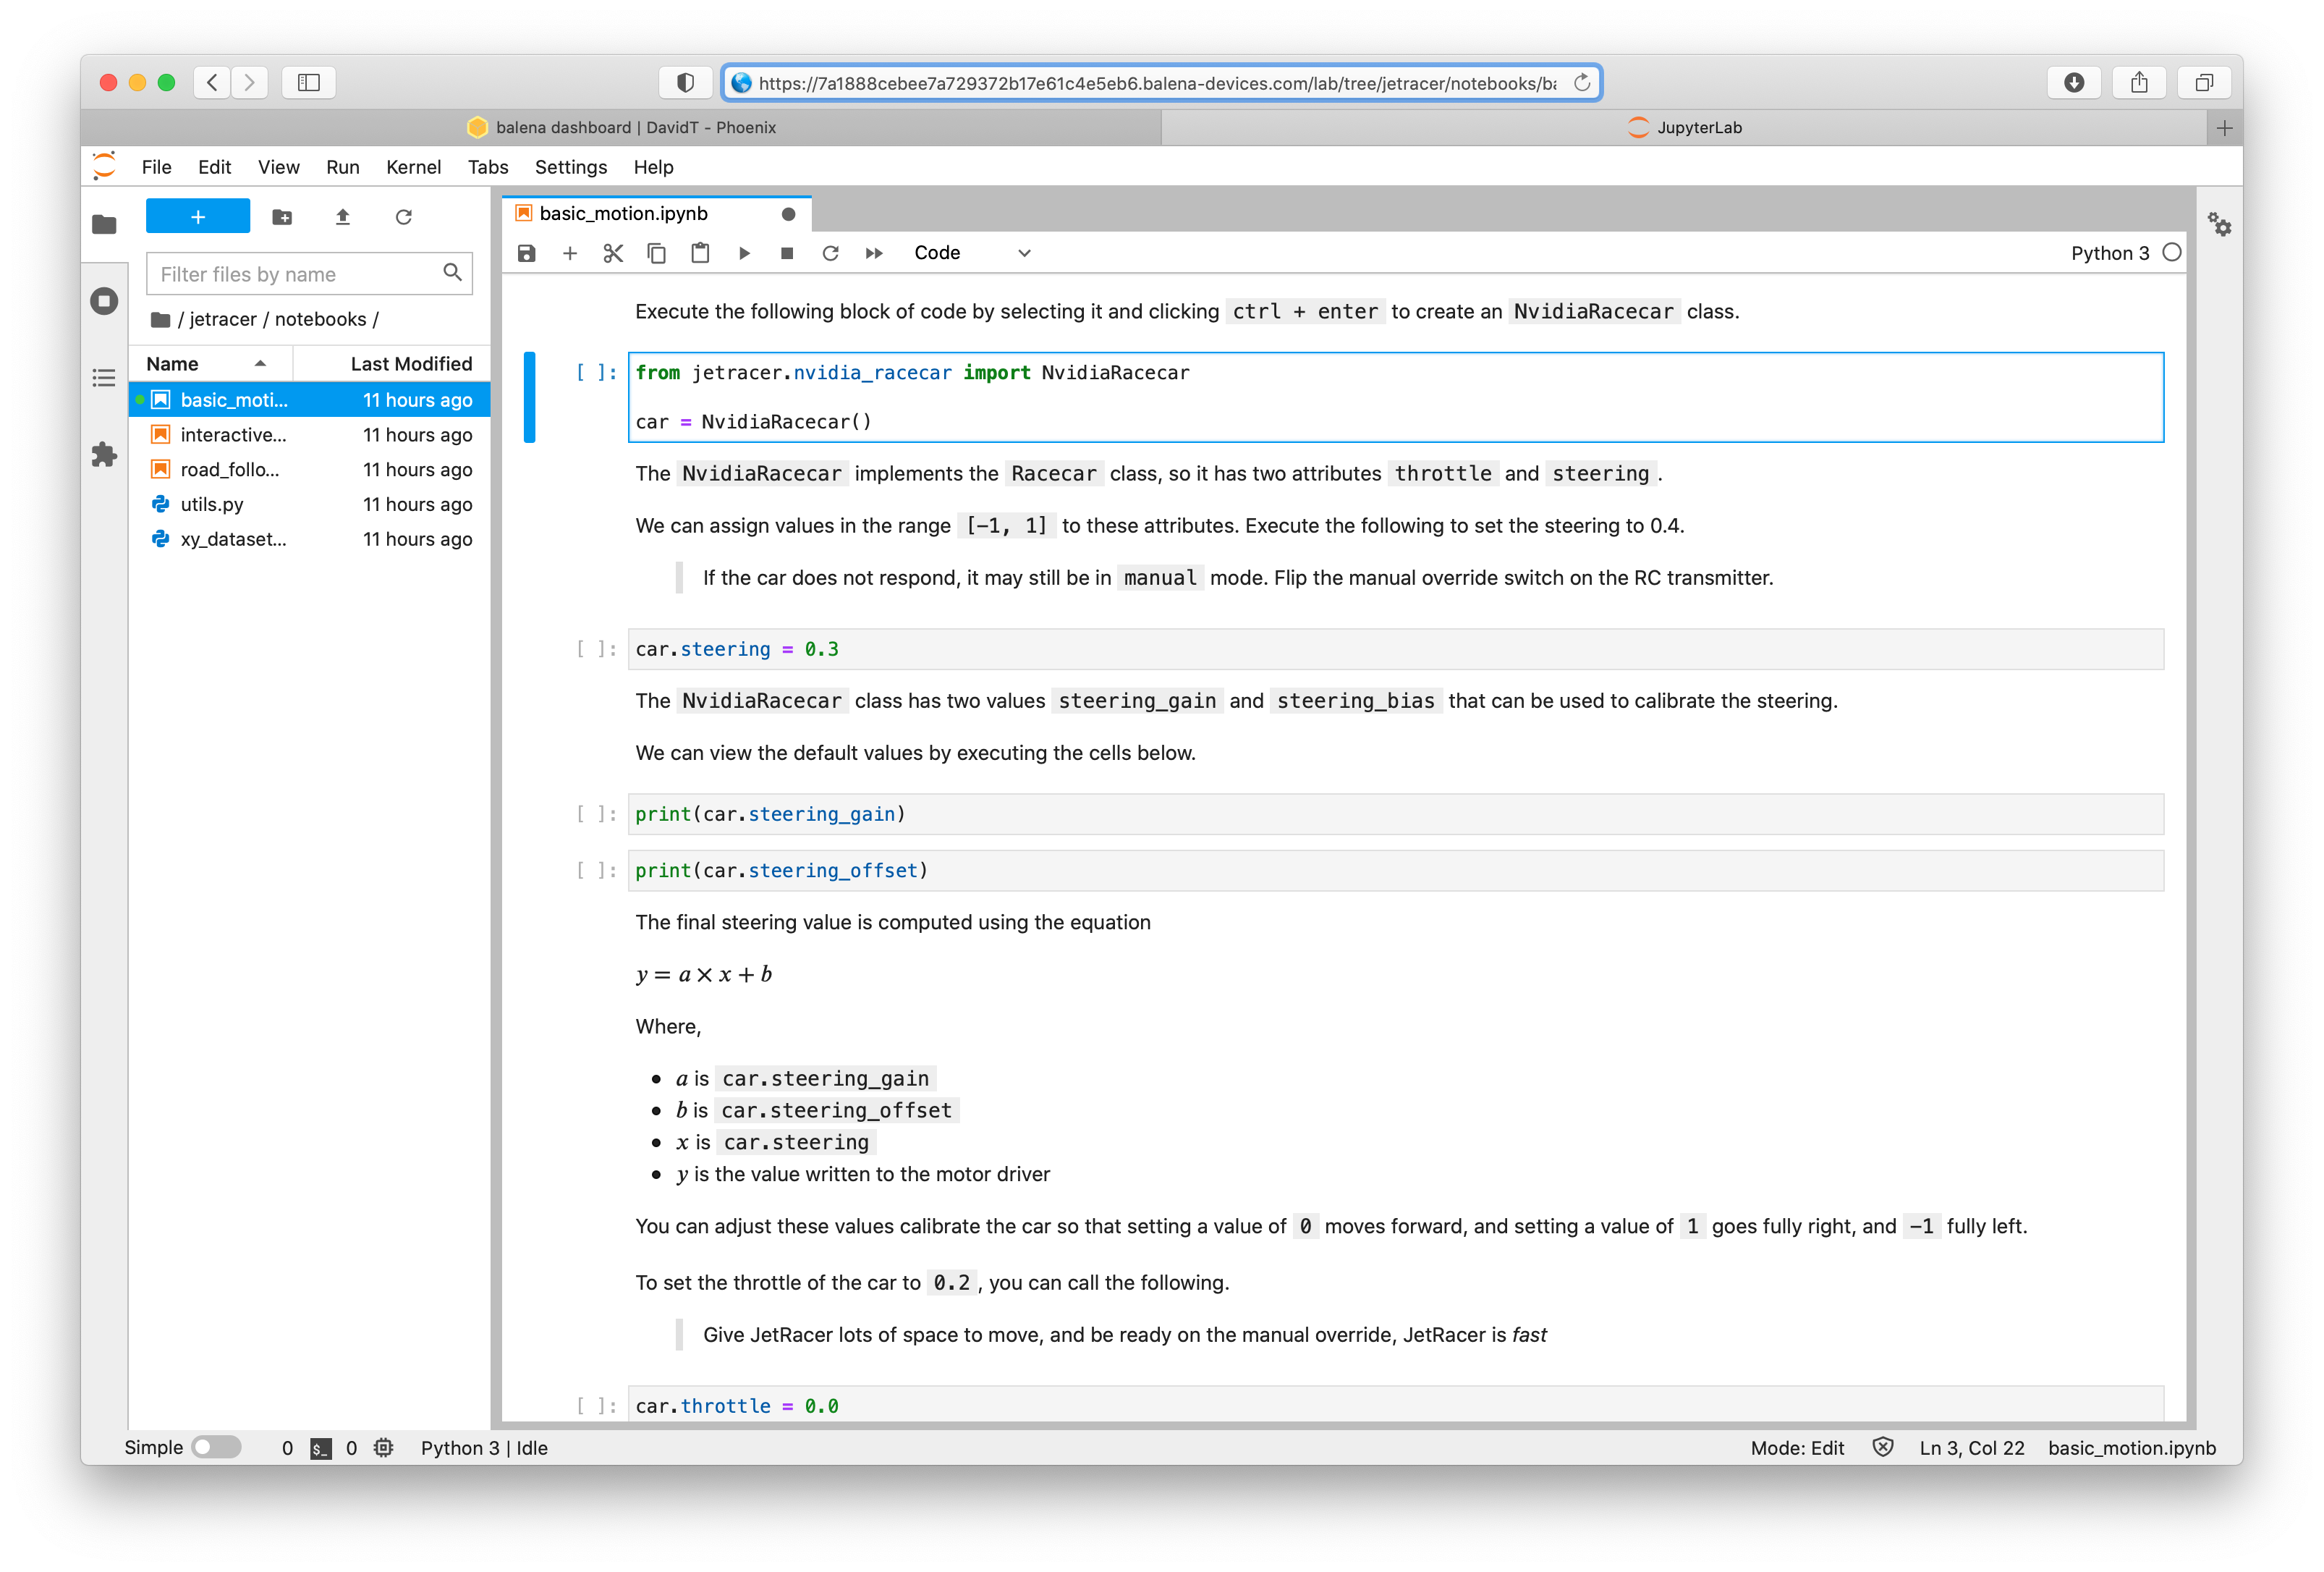 https://7a1888cebee7a729372b17e61c4e5eb6.balena-devices.com/lab/tree/jetracer/notebooks/ba
balena dashboard | DavidT - Phoenix
JupyterLab
File Edit View Run Kernel Tabs Settings Help
basic_motion.ipynb
Code
Python 3
Filter files by name
/ jetracer / notebooks /
Name Last Modified
basic_moti... 11 hours ago
interactive... 11 hours ago
road_follo... 11 hours ago
utils.py 11 hours ago
xy_dataset... 11 hours ago
Execute the following block of code by selecting it and clicking ctrl + enter to create an NvidiaRacecar class.
[ ]: from jetracer.nvidia_racecar import NvidiaRacecar
car = NvidiaRacecar()
The NvidiaRacecar implements the Racecar class, so it has two attributes throttle and steering .
We can assign values in the range [-1, 1] to these attributes. Execute the following to set the steering to 0.4.
If the car does not respond, it may still be in manual mode. Flip the manual override switch on the RC transmitter.
[ ]: car.steering = 0.3
The NvidiaRacecar class has two values steering_gain and steering_bias that can be used to calibrate the steering.
We can view the default values by executing the cells below.
[ ]: print(car.steering_gain)
[ ]: print(car.steering_offset)
The final steering value is computed using the equation
y = a × x + b
Where,
• a is car.steering_gain
• b is car.steering_offset
• x is car.steering
• y is the value written to the motor driver
You can adjust these values calibrate the car so that setting a value of 0 moves forward, and setting a value of 1 goes fully right, and -1 fully left.
To set the throttle of the car to 0.2 , you can call the following.
Give JetRacer lots of space to move, and be ready on the manual override, JetRacer is fast
[ ]: car.throttle = 0.0
Simple 0 $_ 0 Python 3 | Idle
Mode: Edit Ln 3, Col 22 basic_motion.ipynb